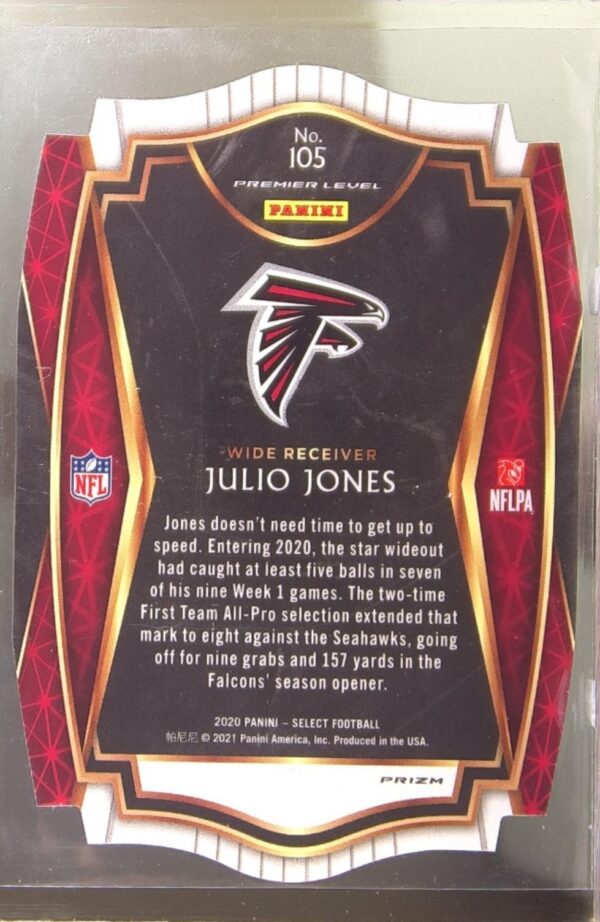 No.
105
PREMIER LEVEL
PANINI
WIDE RECEIVER
JULIO JONES
NFL
NFLPA
Jones doesn't need time to get up to
speed. Entering 2020, the star wideout
had caught at least five balls in seven
of his nine Week 1 games. The two-time
First Team All-Pro selection extended that
mark to eight against the Seahawks, going
off for nine grabs and 157 yards in the
Falcons' season opener.
2020 PANINI – SELECT FOOTBALL
帕尼尼 © 2021 Panini America, Inc. Produced in the USA.
PRIZM